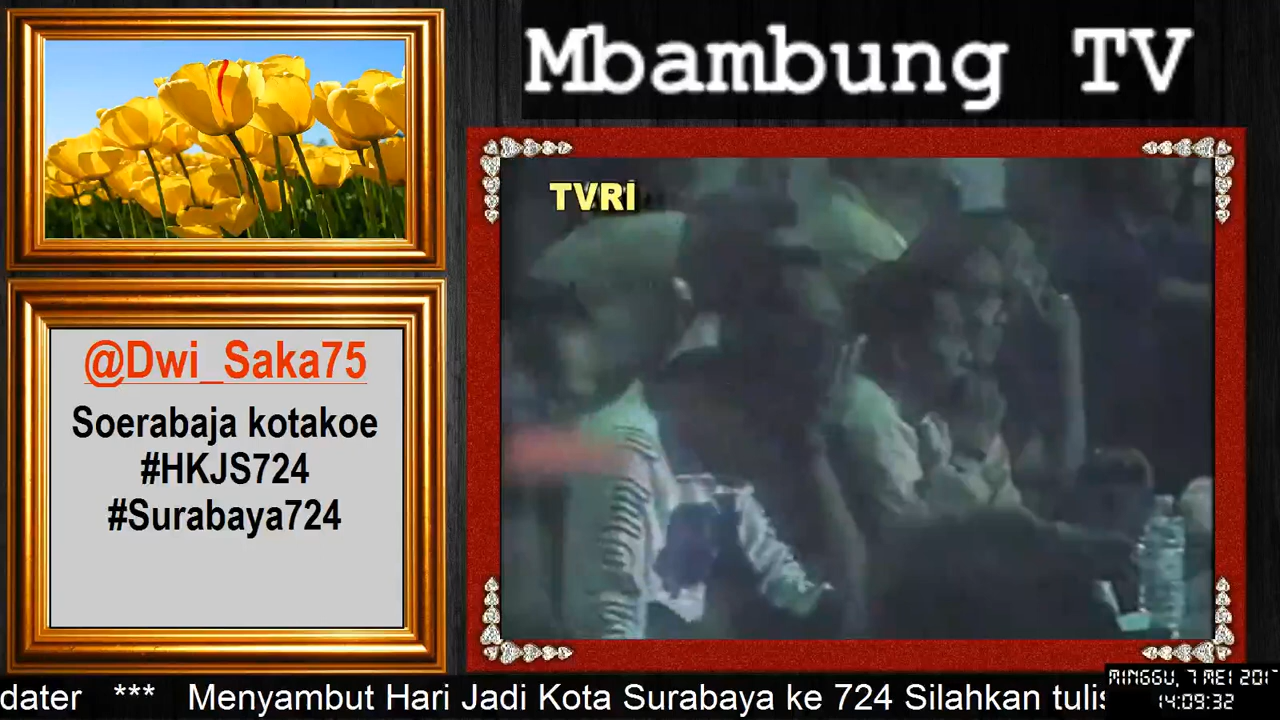 Mbambung TV
TVRI
@Dwi_Saka75
Soerabaja kotakoe
#HKJS724
#Surabaya724
dater *** Menyambut Hari Jadi Kota Surabaya ke 724 Silahkan tulis
MINGGU, 7 MEI 2017
14:09:32